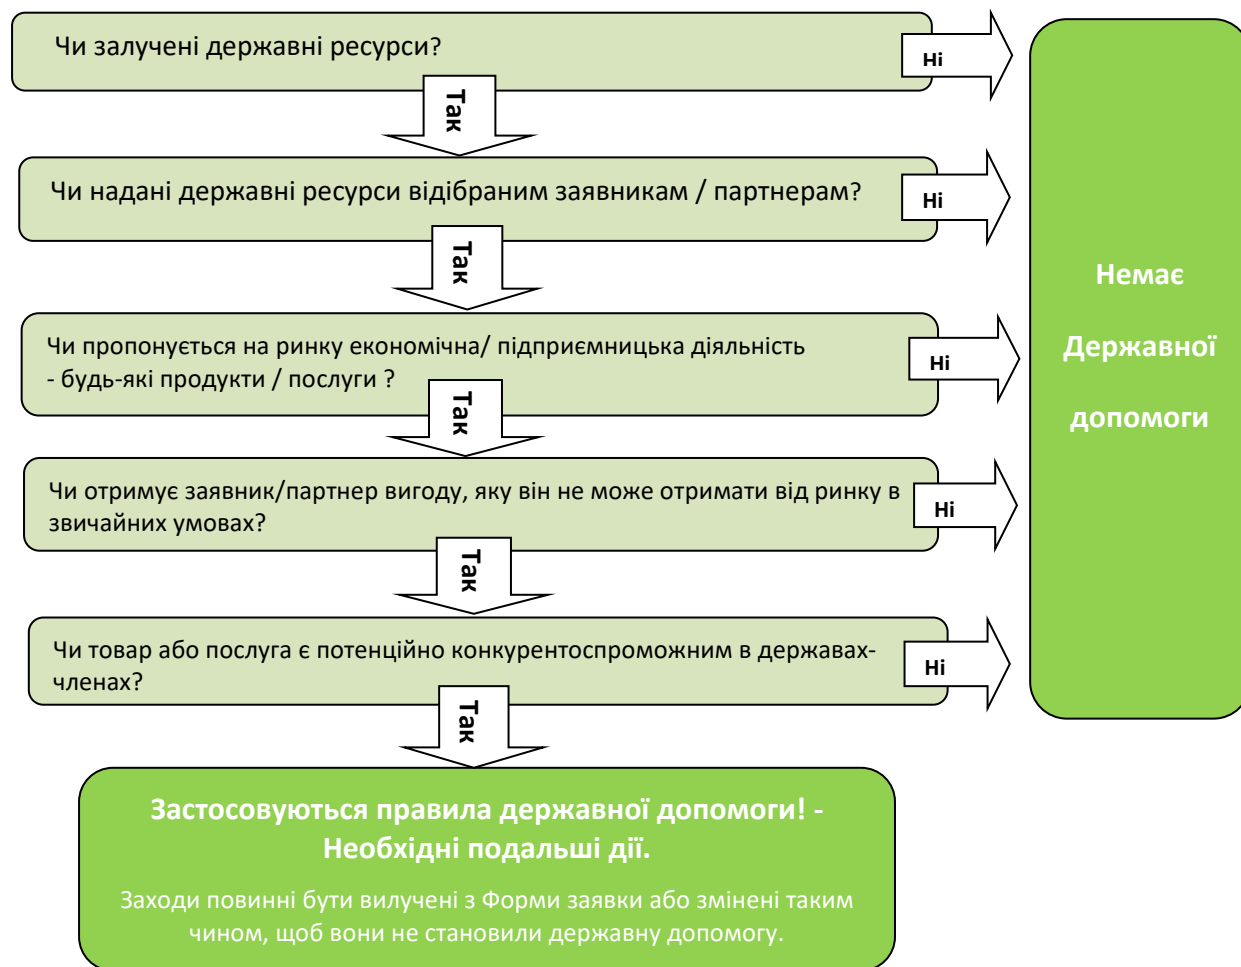 Чи залучені державні ресурси?
Ні
Так
Чи надані державні ресурси відібраним заявникам / партнерам?
Ні
Так
Чи пропонується на ринку економічна/ підприємницька діяльність
- будь-які продукти / послуги ?
Ні
Так
Чи отримує заявник/партнер вигоду, яку він не може отримати від ринку в
звичайних умовах?
Ні
Так
Чи товар або послуга є потенційно конкурентоспроможним в державах-
членах?
Ні
Так
Немає
Державної
допомоги
Застосовуються правила державної допомоги! -
Необхідні подальші дії.
Заходи повинні бути вилучені з Форми заявки або змінені таким
чином, щоб вони не становили державну допомогу.